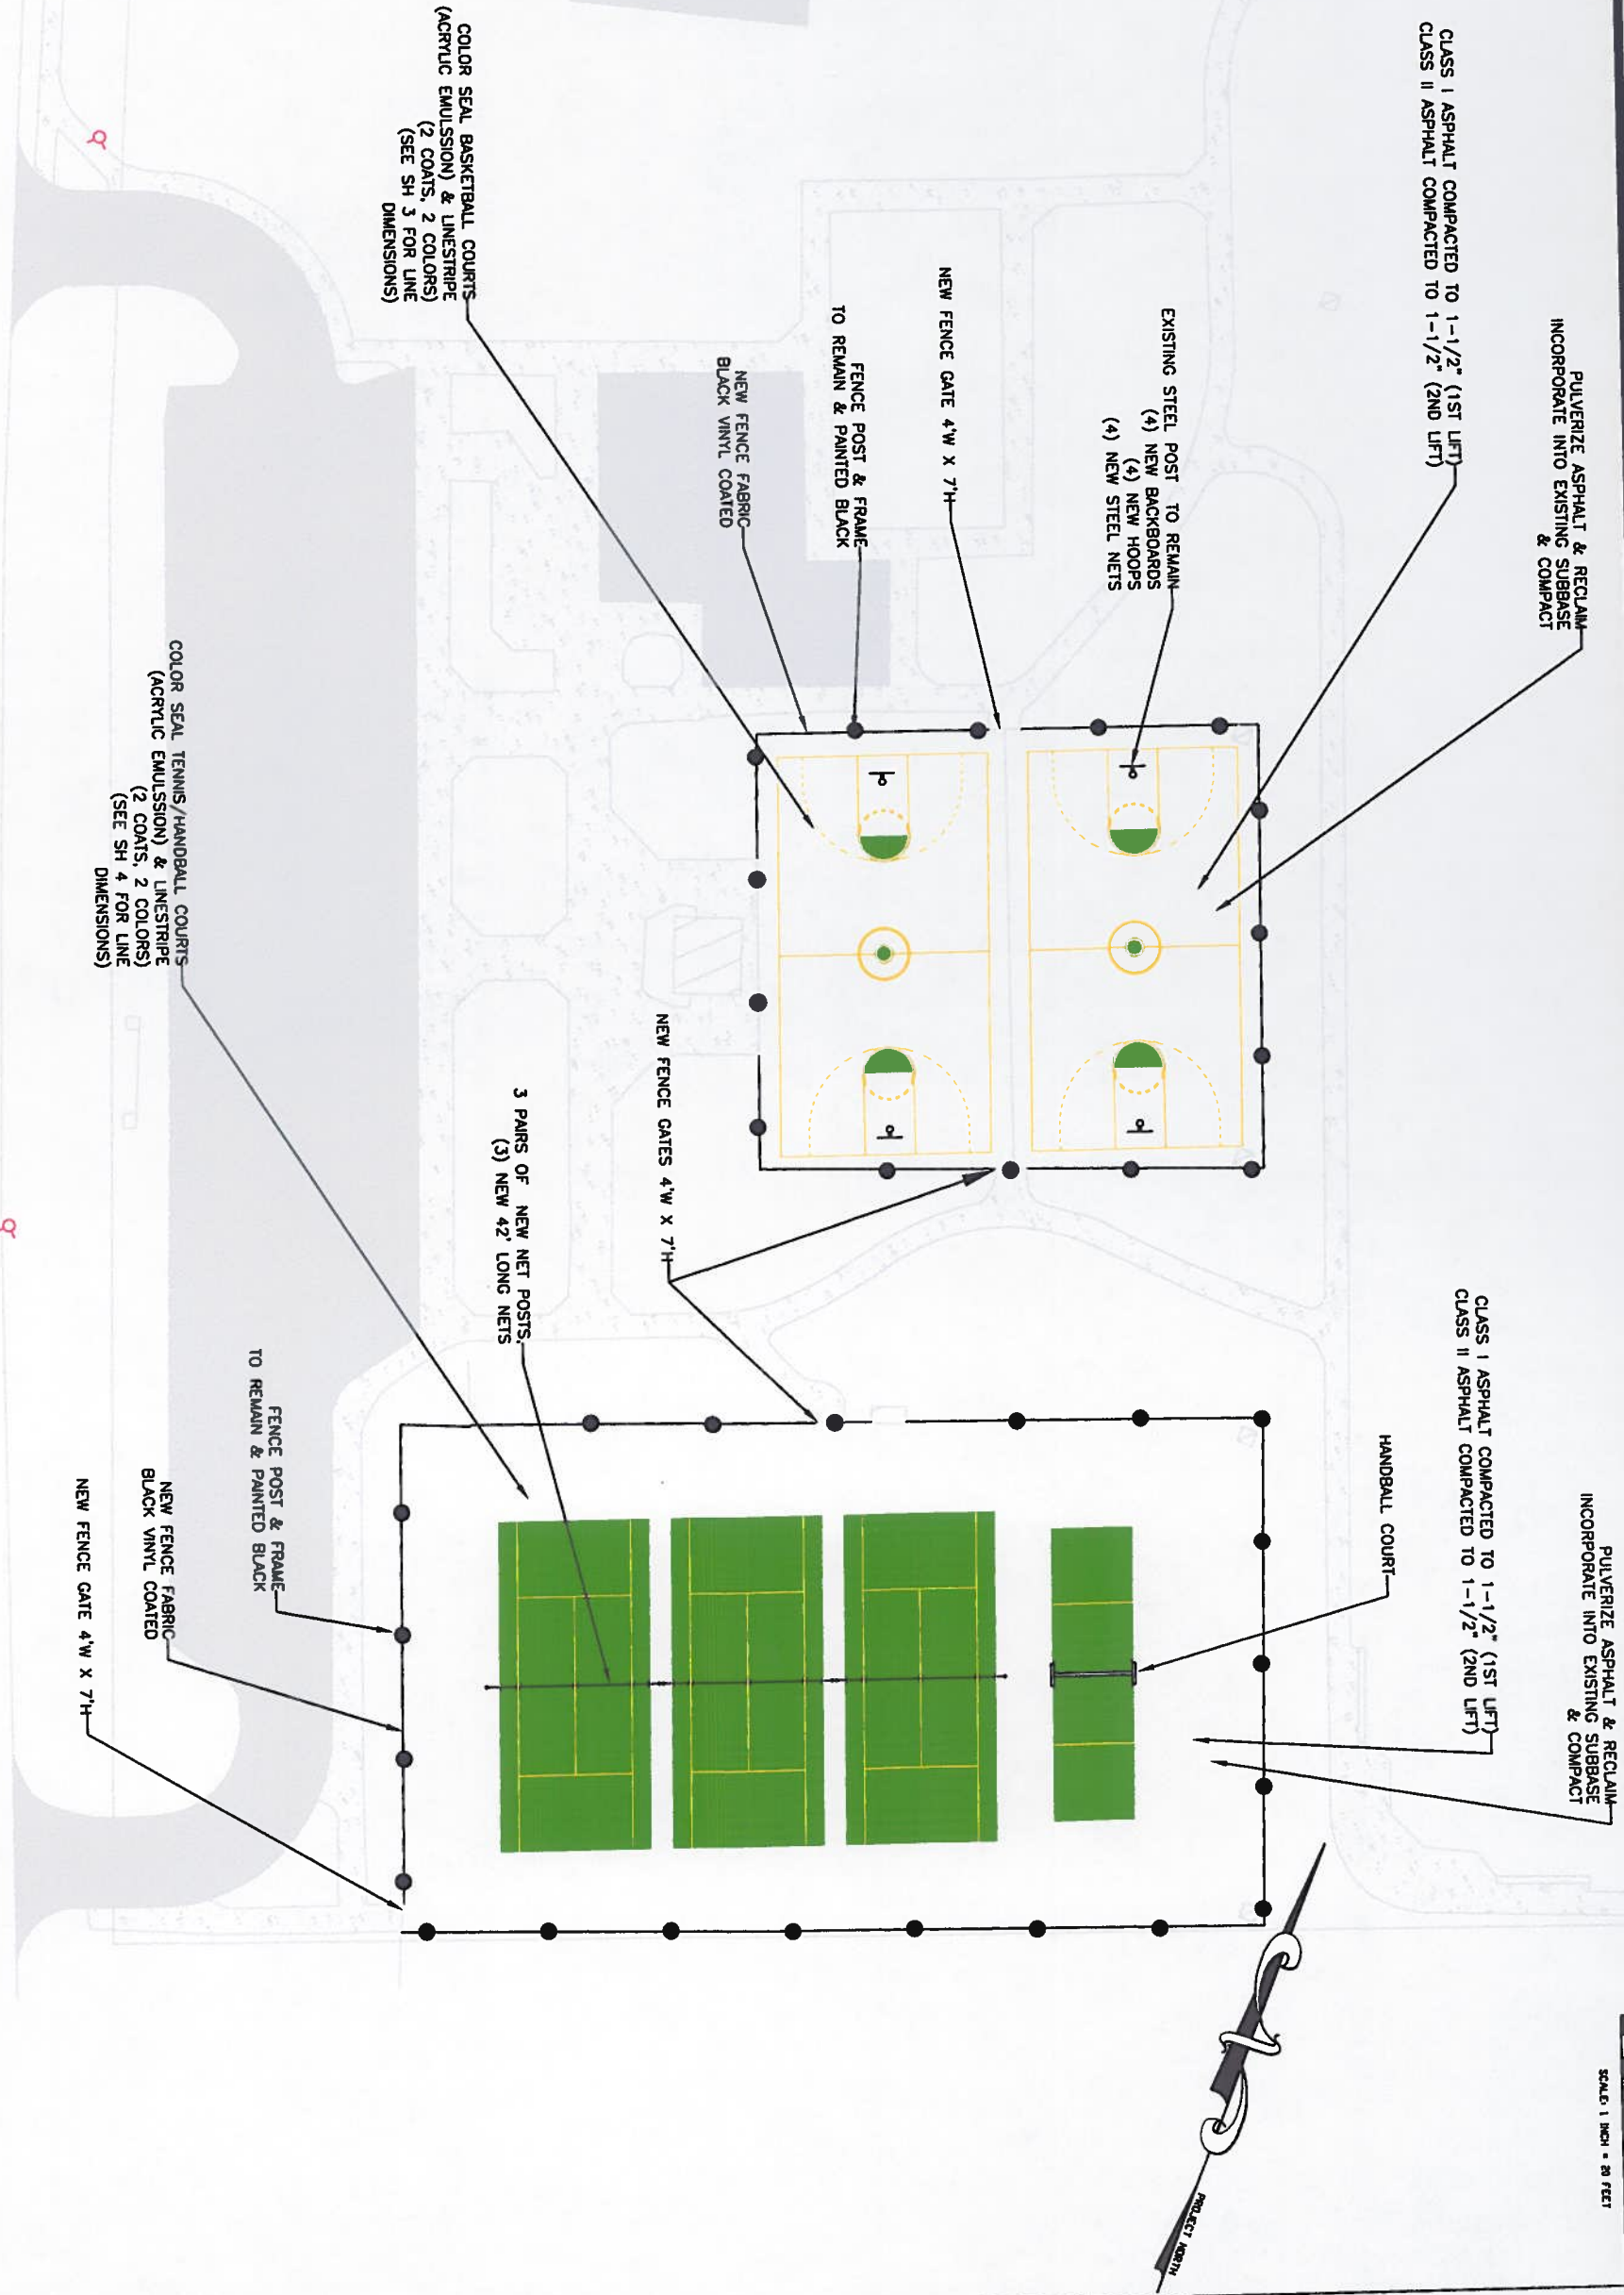 SCALE: 1 INCH = 20 FEET
PULVERIZE ASPHALT & RECLAIM
INCORPORATE INTO EXISTING SUBBASE
& COMPACT
CLASS I ASPHALT COMPACTED TO 1-1/2" (1ST LIFT)
CLASS II ASPHALT COMPACTED TO 1-1/2" (2ND LIFT)
EXISTING STEEL POST TO REMAIN
(4) NEW BACKBOARDS
(4) NEW HOOPS
(4) NEW STEEL NETS
NEW FENCE GATE 4'W X 7'H
FENCE POST & FRAME
TO REMAIN & PAINTED BLACK
NEW FENCE FABRIC
BLACK VINYL COATED
COLOR SEAL BASKETBALL COURTS
(ACRYLIC EMULSSION) & LINESTRIPE
(2 COATS, 2 COLORS)
(SEE SH 3 FOR LINE
DIMENSIONS)
PULVERIZE ASPHALT & RECLAIM
INCORPORATE INTO EXISTING SUBBASE
& COMPACT
CLASS I ASPHALT COMPACTED TO 1-1/2" (1ST LIFT)
CLASS II ASPHALT COMPACTED TO 1-1/2" (2ND LIFT)
HANDBALL COURT
NEW FENCE GATES 4'W X 7'H
3 PAIRS OF NEW NET POSTS,
(3) NEW 42' LONG NETS
COLOR SEAL TENNIS/HANDBALL COURTS
(ACRYLIC EMULSSION) & LINESTRIPE
(2 COATS, 2 COLORS)
(SEE SH 4 FOR LINE
DIMENSIONS)
FENCE POST & FRAME
TO REMAIN & PAINTED BLACK
NEW FENCE FABRIC
BLACK VINYL COATED
NEW FENCE GATE 4'W X 7'H
PROJECT NORTH